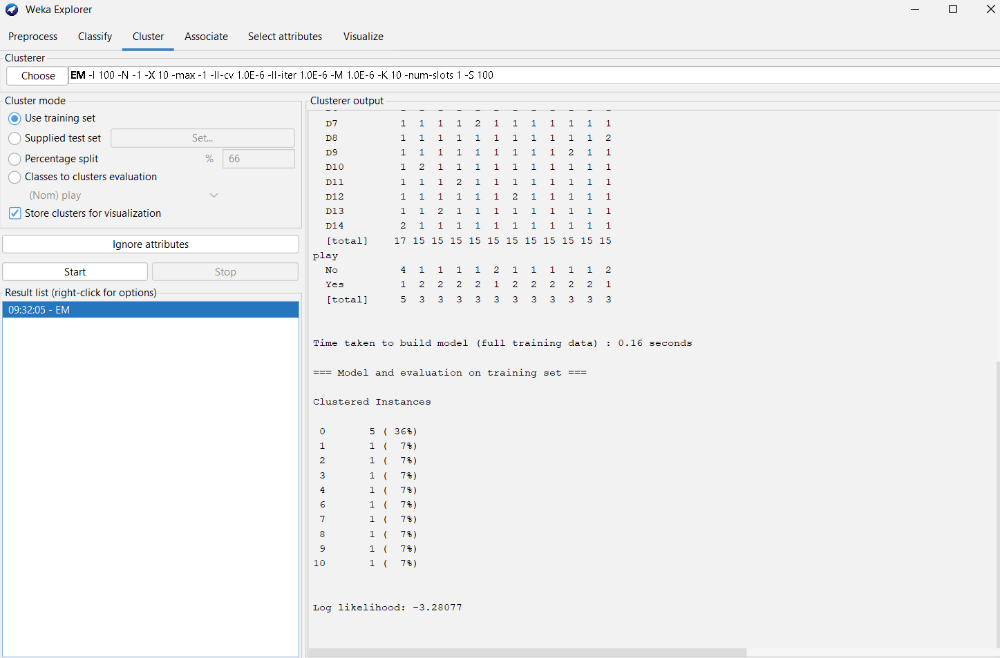 Weka Explorer
Preprocess Classify Cluster Associate Select attributes Visualize
Clusterer
Choose EM -I 100 -N -1 -X 10 -max -1 -ll-cv 1.0E-6 -ll-iter 1.0E-6 -M 1.0E-6 -K 10 -num-slots 1 -S 100
Cluster mode
Use training set
Supplied test set Set...
Percentage split % 66
Classes to clusters evaluation
(Nom) play
Store clusters for visualization
Ignore attributes
Start Stop
Result list (right-click for options)
09:32:05 - EM
Clusterer output
D7 1 1 1 1 2 1 1 1 1 1 1 1
D8 1 1 1 1 1 1 1 1 1 1 1 2
D9 1 1 1 1 1 1 1 1 1 2 1 1
D10 1 2 1 1 1 1 1 1 1 1 1 1
D11 1 1 1 2 1 1 1 1 1 1 1 1
D12 1 1 1 1 1 1 2 1 1 1 1 1
D13 1 1 2 1 1 1 1 1 1 1 1 1
D14 2 1 1 1 1 1 1 1 1 1 1 1
[total] 17 15 15 15 15 15 15 15 15 15 15 15
play
No 4 1 1 1 1 2 1 1 1 1 1 2
Yes 1 2 2 2 2 1 2 2 2 2 2 1
[total] 5 3 3 3 3 3 3 3 3 3 3 3
Time taken to build model (full training data) : 0.16 seconds
=== Model and evaluation on training set ===
Clustered Instances
0 5 ( 36%)
1 1 ( 7%)
2 1 ( 7%)
3 1 ( 7%)
4 1 ( 7%)
6 1 ( 7%)
7 1 ( 7%)
8 1 ( 7%)
9 1 ( 7%)
10 1 ( 7%)
Log likelihood: -3.28077